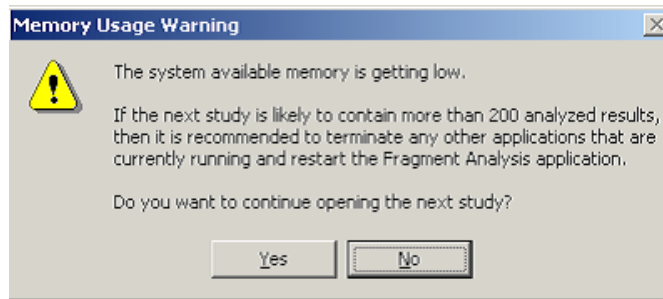 Memory Usage Warning
The system available memory is getting low.
If the next study is likely to contain more than 200 analyzed results,
then it is recommended to terminate any other applications that are
currently running and restart the Fragment Analysis application.
Do you want to continue opening the next study?
Yes
No